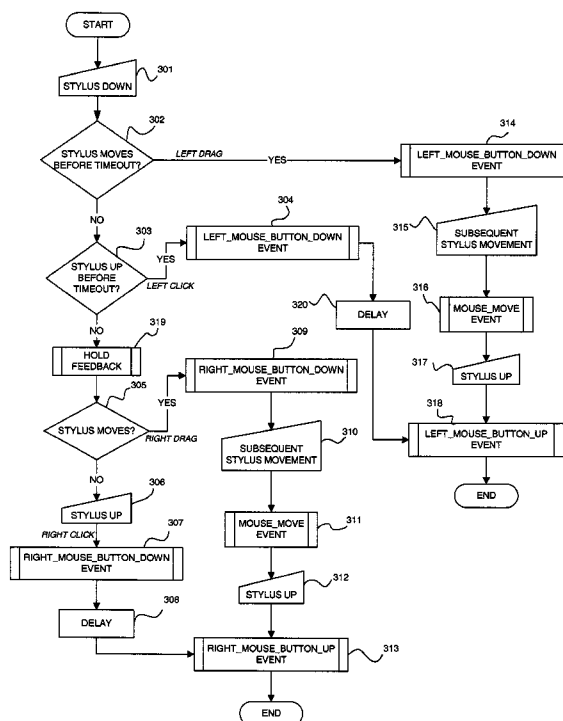 START
301
STYLUS DOWN
302
STYLUS MOVES
BEFORE TIMEOUT?
LEFT DRAG
YES
314
LEFT_MOUSE_BUTTON_DOWN
EVENT
NO
303
STYLUS UP
BEFORE
TIMEOUT?
YES
LEFT CLICK
304
LEFT_MOUSE_BUTTON_DOWN
EVENT
315
SUBSEQUENT
STYLUS MOVEMENT
320
DELAY
316
MOUSE_MOVE
EVENT
NO
319
HOLD
FEEDBACK
309
RIGHT_MOUSE_BUTTON_DOWN
EVENT
317
STYLUS UP
305
STYLUS MOVES?
YES
RIGHT DRAG
310
SUBSEQUENT
STYLUS MOVEMENT
318
LEFT_MOUSE_BUTTON_UP
EVENT
END
NO
306
STYLUS UP
RIGHT CLICK
307
RIGHT_MOUSE_BUTTON_DOWN
EVENT
MOUSE_MOVE
EVENT
311
312
STYLUS UP
308
DELAY
RIGHT_MOUSE_BUTTON_UP
EVENT
313
END